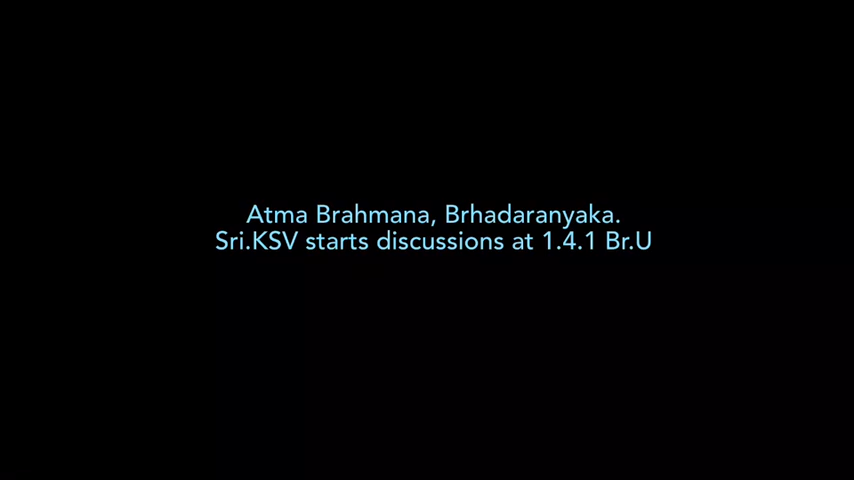 Atma Brahmana, Brhadaranyaka.
Sri.KSV starts discussions at 1.4.1 Br.U